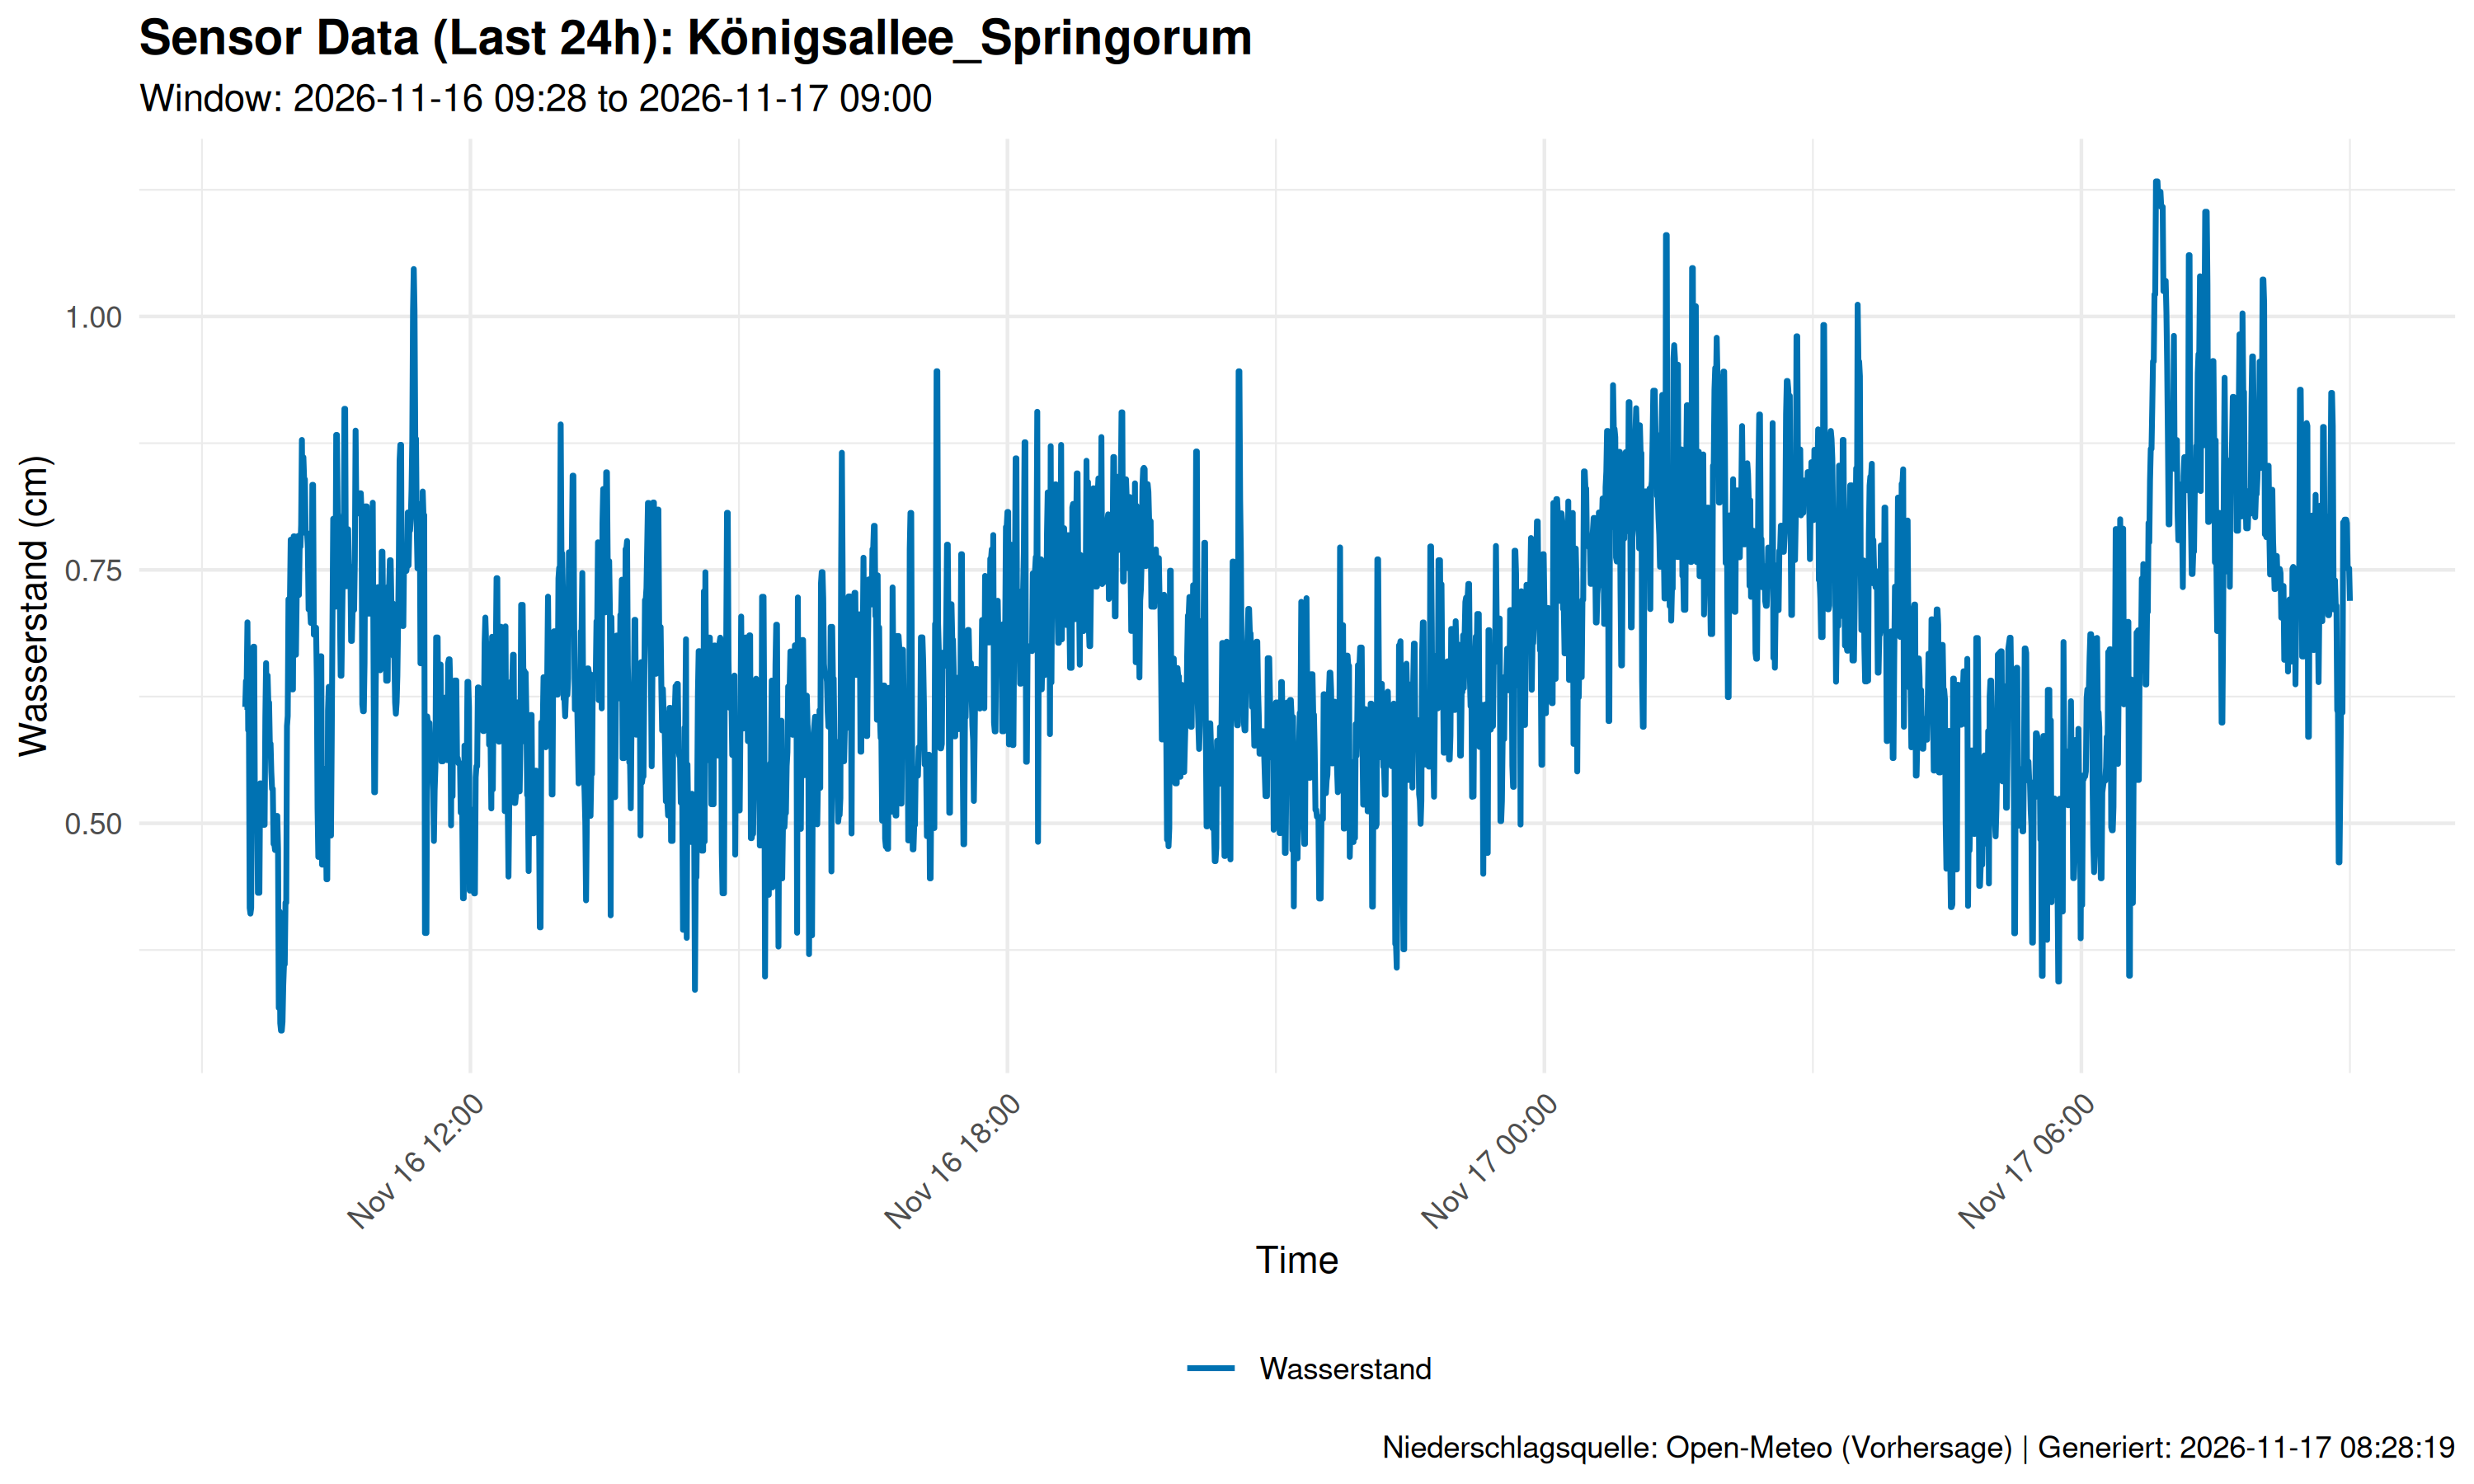 Sensor Data (Last 24h): Königsallee_Springorum
Window: 2026-11-16 09:28 to 2026-11-17 09:00
Wasserstand (cm)
1.00
0.75
0.50
Nov 16 12:00
Nov 16 18:00
Nov 17 00:00
Nov 17 06:00
Time
Wasserstand
Niederschlagsquelle: Open-Meteo (Vorhersage) | Generiert: 2026-11-17 08:28:19